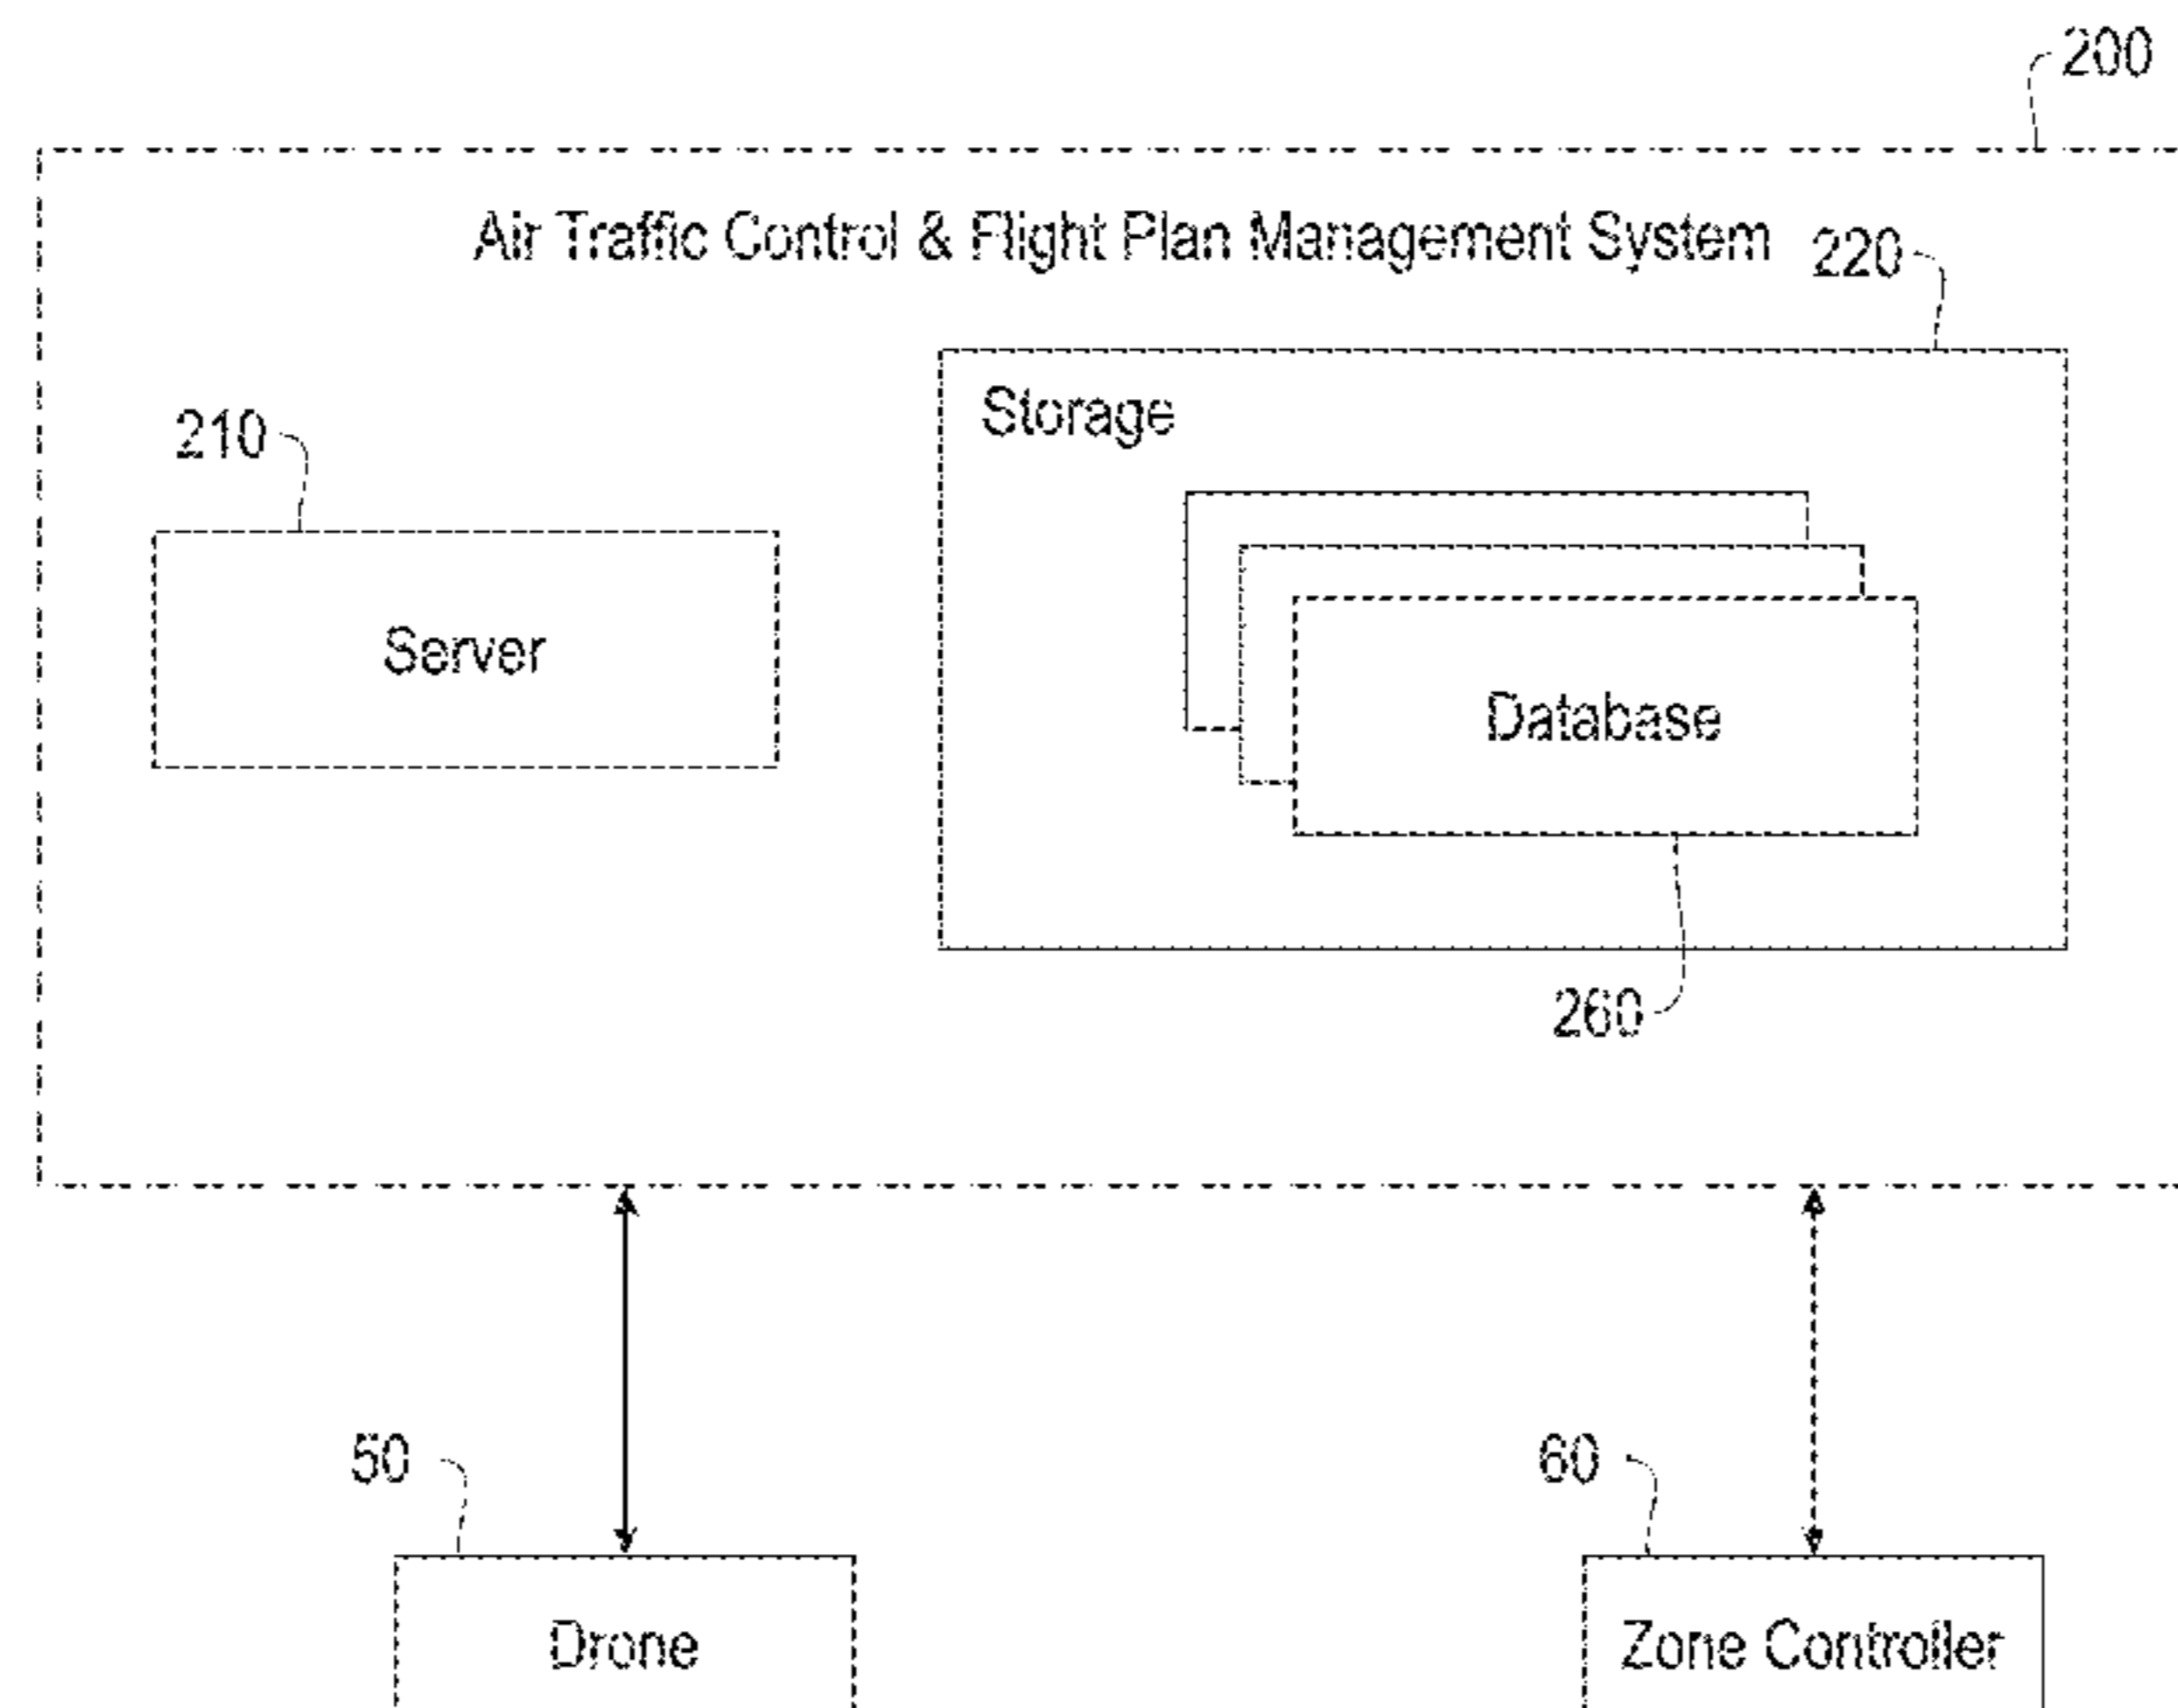 200
Air Traffic Control & Flight Plan Management System
220
Storage
210
Server
Database
260
50
60
Drone
Zone Controller